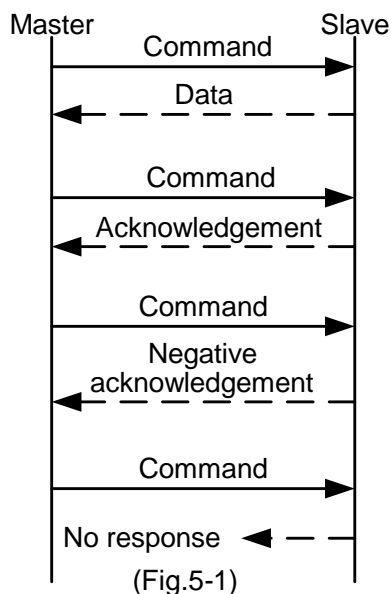 Master Slave
Command
Data
Command
Acknowledgement
Command
Negative
acknowledgement
Command
No response
(Fig.5-1)